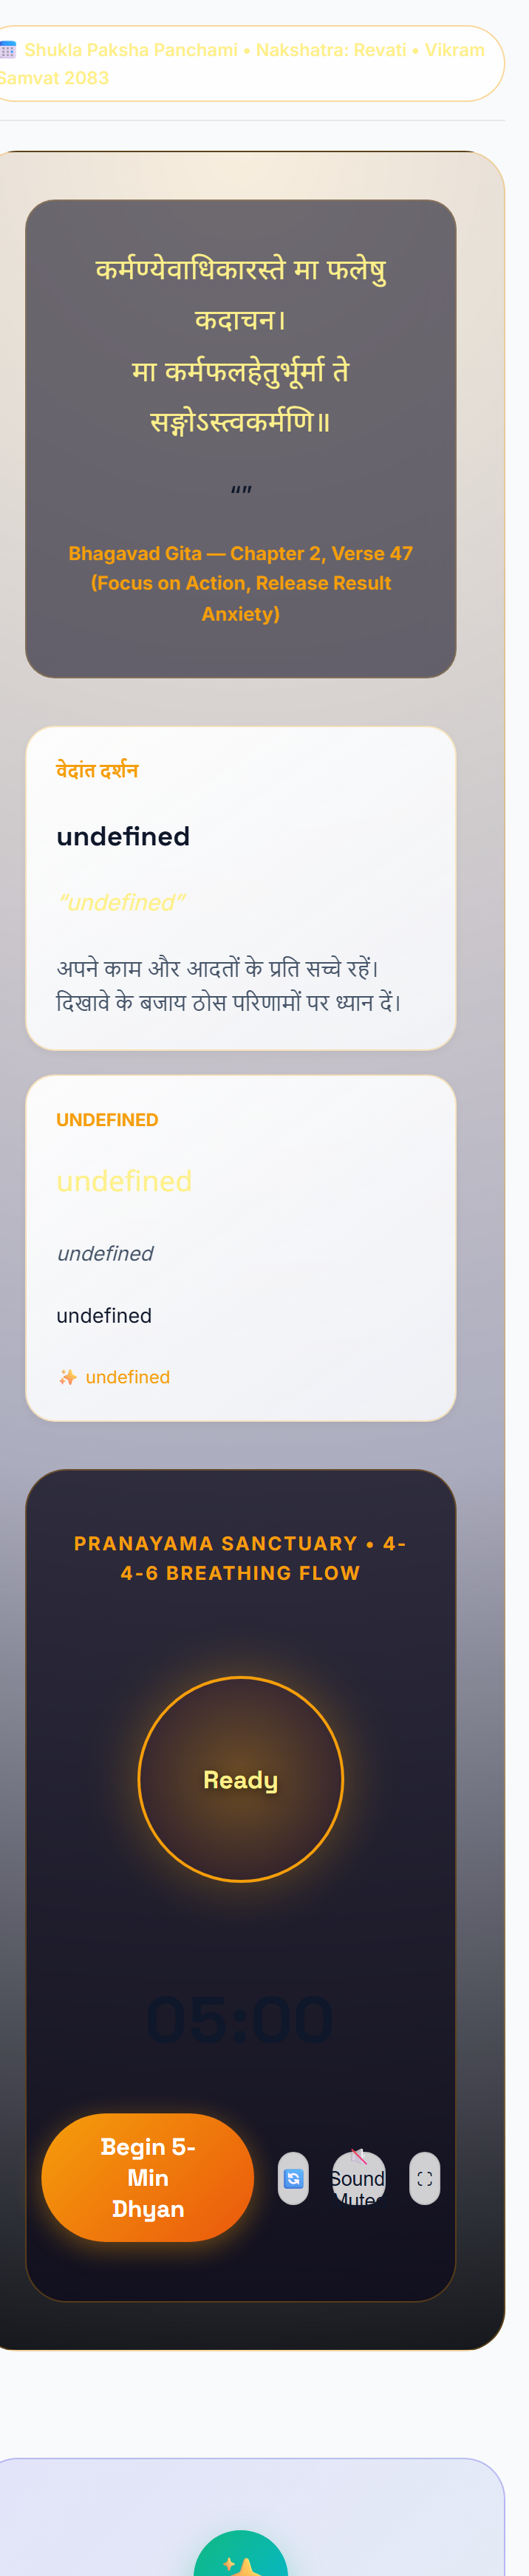 Shukla Paksha Panchami • Nakshatra: Revati • Vikram
Samvat 2083
कर्मण्येवाधिकारस्ते मा फलेषु
कदाचन।
मा कर्मफलहेतुर्भूर्मा ते
सङ्गोऽस्त्वकर्मणि॥
“”
Bhagavad Gita — Chapter 2, Verse 47
(Focus on Action, Release Result
Anxiety)
वेदांत दर्शन
undefined
“undefined”
अपने काम और आदतों के प्रति सच्चे रहें।
दिखावे के बजाय ठोस परिणामों पर ध्यान दें।
UNDEFINED
undefined
undefined
undefined
✨ undefined
PRANAYAMA SANCTUARY • 4-
4-6 BREATHING FLOW
Ready
05:00
Begin 5-
Min
Dhyan
Sound
Muted